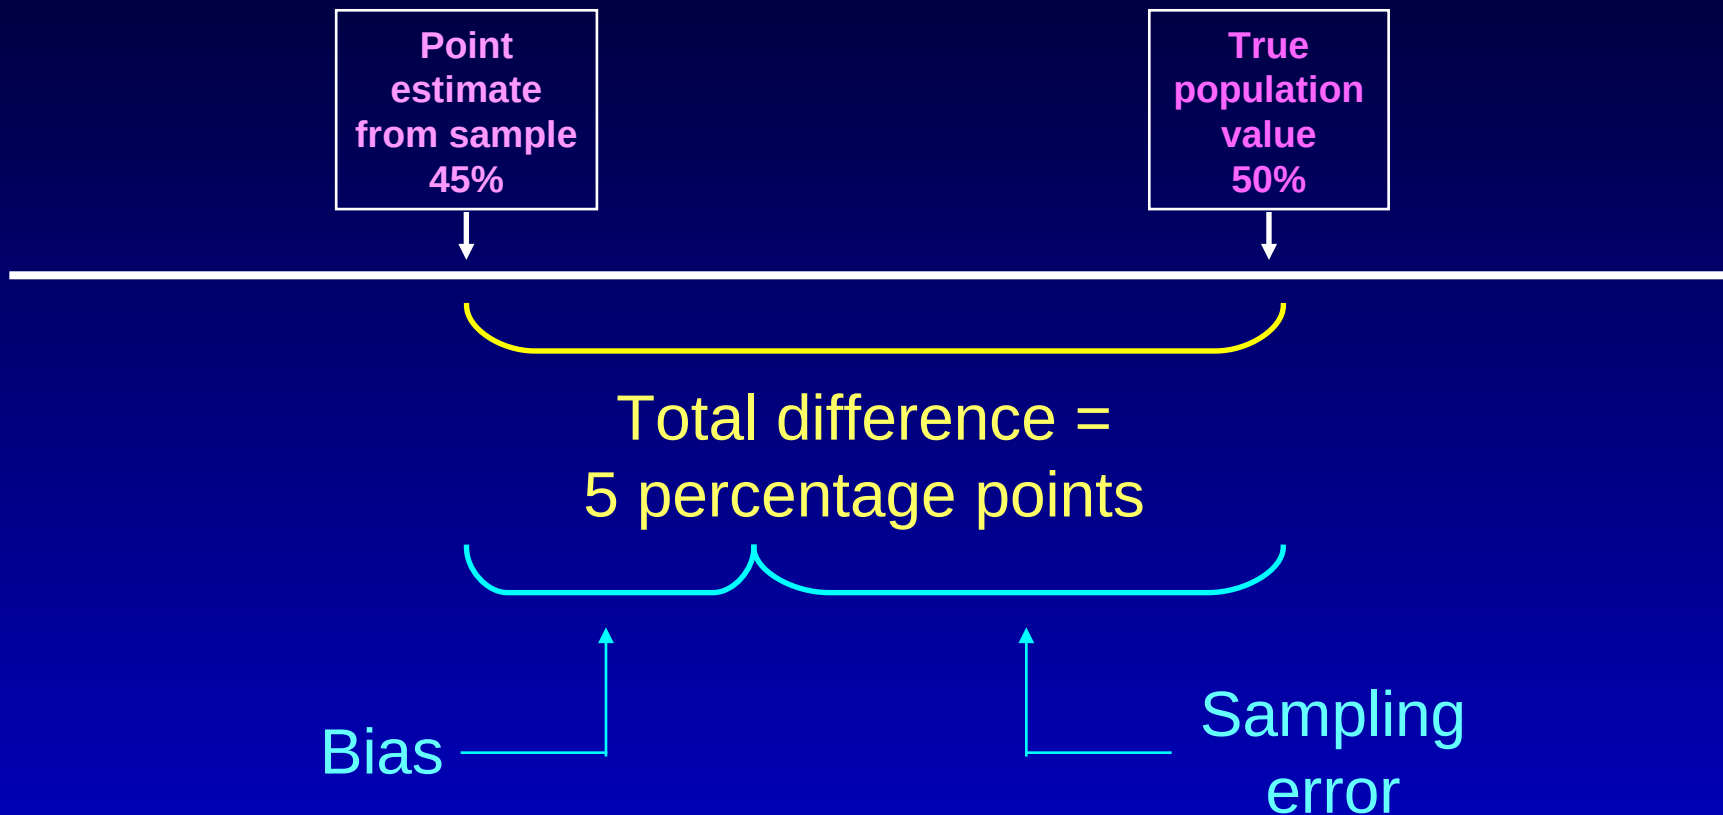 Point
estimate
from sample
45%
True
population
value
50%
Total difference =
5 percentage points
Bias
Sampling
error